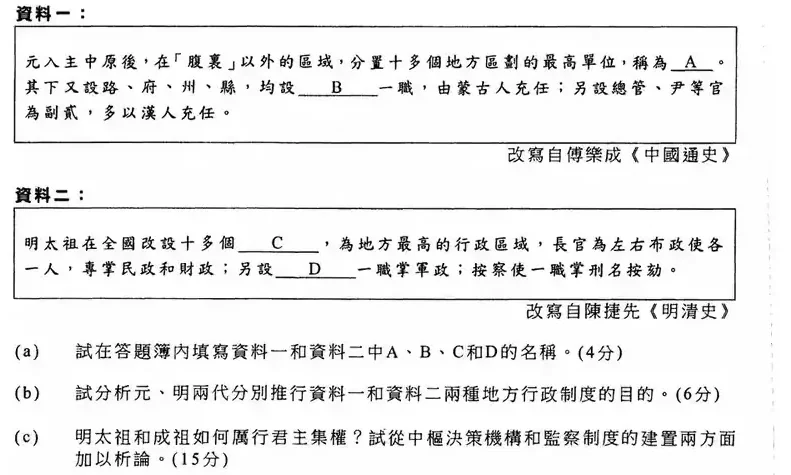 資料一：
元入主中原後，在「腹裏」以外的區域，分置十多個地方區劃的最高單位，稱為 A 。
其下又設路、府、州、縣，均設 B 一職，由蒙古人充任；另設總管、尹等官
為副貳，多以漢人充任。
改寫自傅樂成《中國通史》
資料二：
明太祖在全國改設十多個 C ，為地方最高的行政區域，長官為左右布政使各
一人，專掌民政和財政；另設 D 一職掌軍政；按察使一職掌刑名按劾。
改寫自陳捷先《明清史》
(a) 試在答題簿內填寫資料一和資料二中A、B、C和D的名稱。(4分)
(b) 試分析元、明兩代分別推行資料一和資料二兩種地方行政制度的目的。(6分)
(c) 明太祖和成祖如何厲行君主集權？試從中樞決策機構和監察制度的建置兩方面
加以析論。(15分)